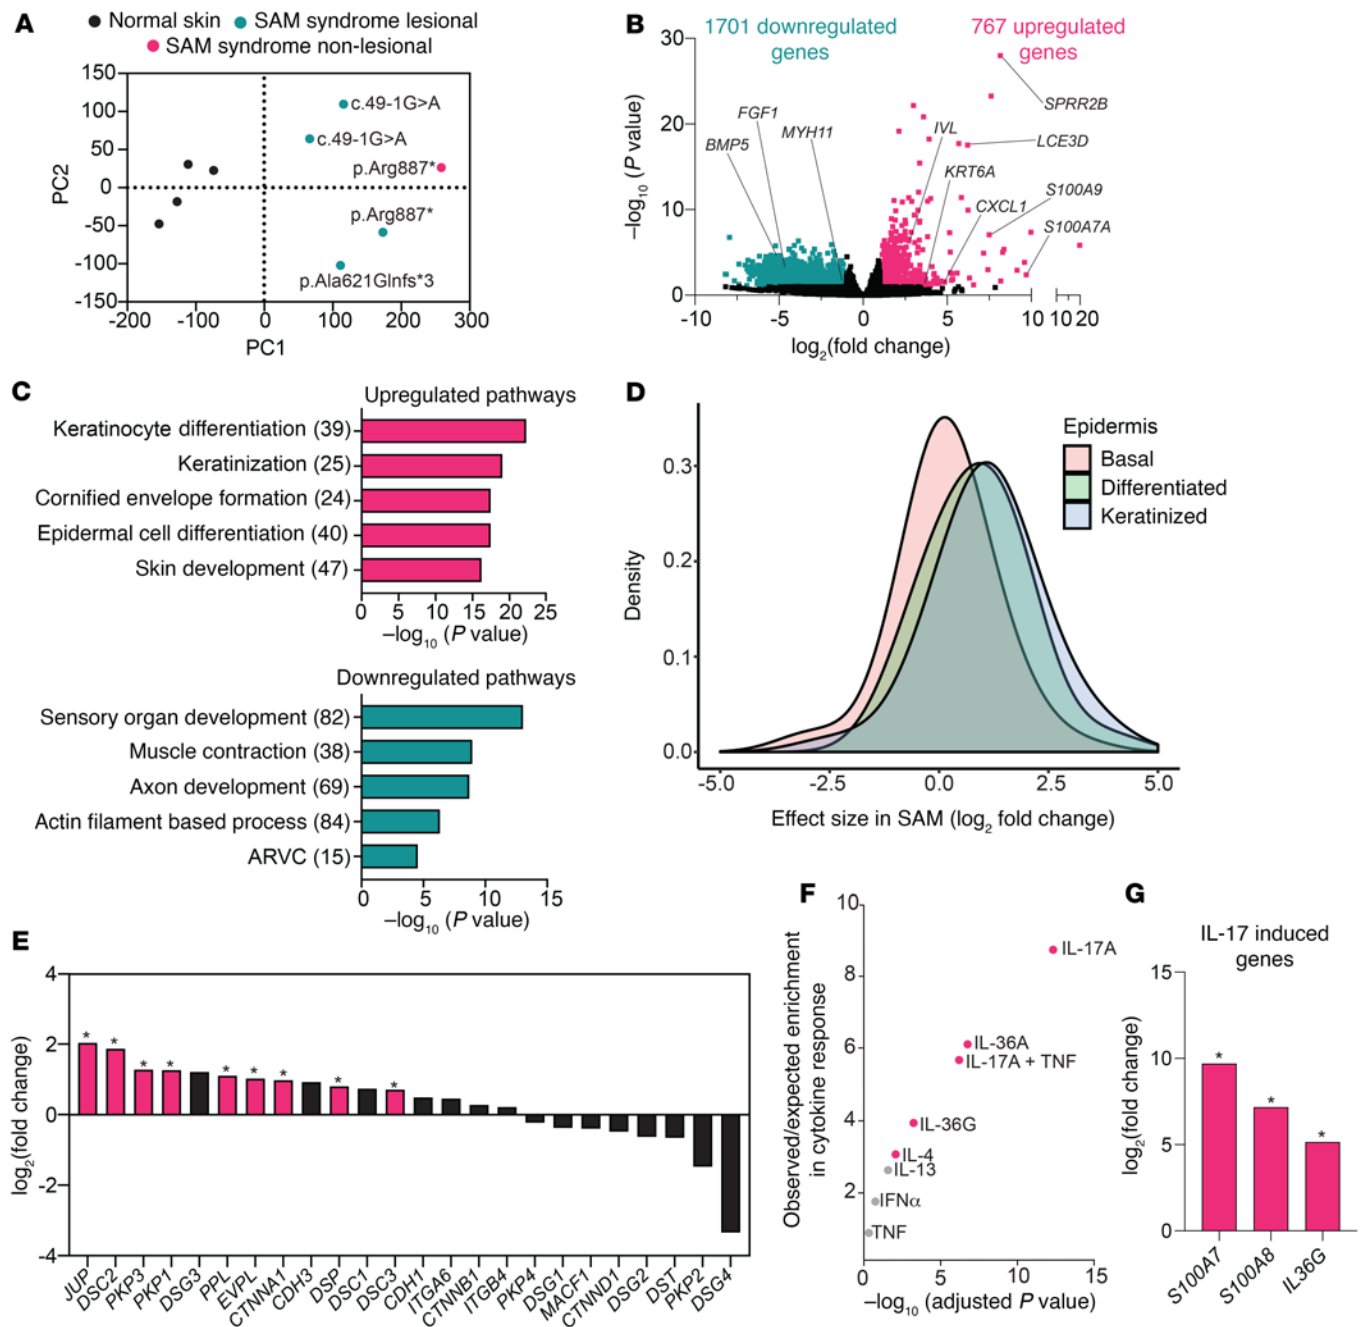 A
Normal skin
SAM syndrome lesional
SAM syndrome non-lesional
150
100
50
0
-50
-100
-150
PC2
c.49-1G>A
c.49-1G>A
p.Arg887*
p.Arg887*
p.Ala621Glnfs*3
-200
-100
0
100
200
300
PC1
B
1701 downregulated
genes
767 upregulated
genes
30
20
10
0
–log10 (P value)
SPRR2B
FGF1
BMP5
MYH11
IVL
LCE3D
KRT6A
CXCL1
S100A9
S100A7A
-10
-5
0
5
10
10
20
log2(fold change)
C
Upregulated pathways
Keratinocyte differentiation (39)
Keratinization (25)
Cornified envelope formation (24)
Epidermal cell differentiation (40)
Skin development (47)
0
5
10
15
20
25
–log10 (P value)
Downregulated pathways
Sensory organ development (82)
Muscle contraction (38)
Axon development (69)
Actin filament based process (84)
ARVC (15)
0
5
10
15
–log10 (P value)
D
Epidermis
Basal
Differentiated
Keratinized
0.3
0.2
0.1
0.0
Density
-5.0
-2.5
0.0
2.5
5.0
Effect size in SAM (log2 fold change)
E
4
2
0
-2
-4
log2(fold change)
*
*
*
*
*
*
*
*
*
JUP
DSC2
PKP3
PKP1
DSG3
PPL
EVPL
CTNNA1
CDH3
DSP
DSC1
DSC3
CDH1
ITGA6
CTNNB1
ITGB4
PKP4
DSG1
MACF1
CTNND1
DSG2
DST
PKP2
DSG4
F
10
8
6
4
2
Observed/expected enrichment
in cytokine response
IL-17A
IL-36A
IL-17A + TNF
IL-36G
IL-4
IL-13
IFNα
TNF
0
5
10
15
–log10 (adjusted P value)
G
IL-17 induced
genes
15
10
5
0
log2(fold change)
*
*
*
S100A7
S100A8
IL36G